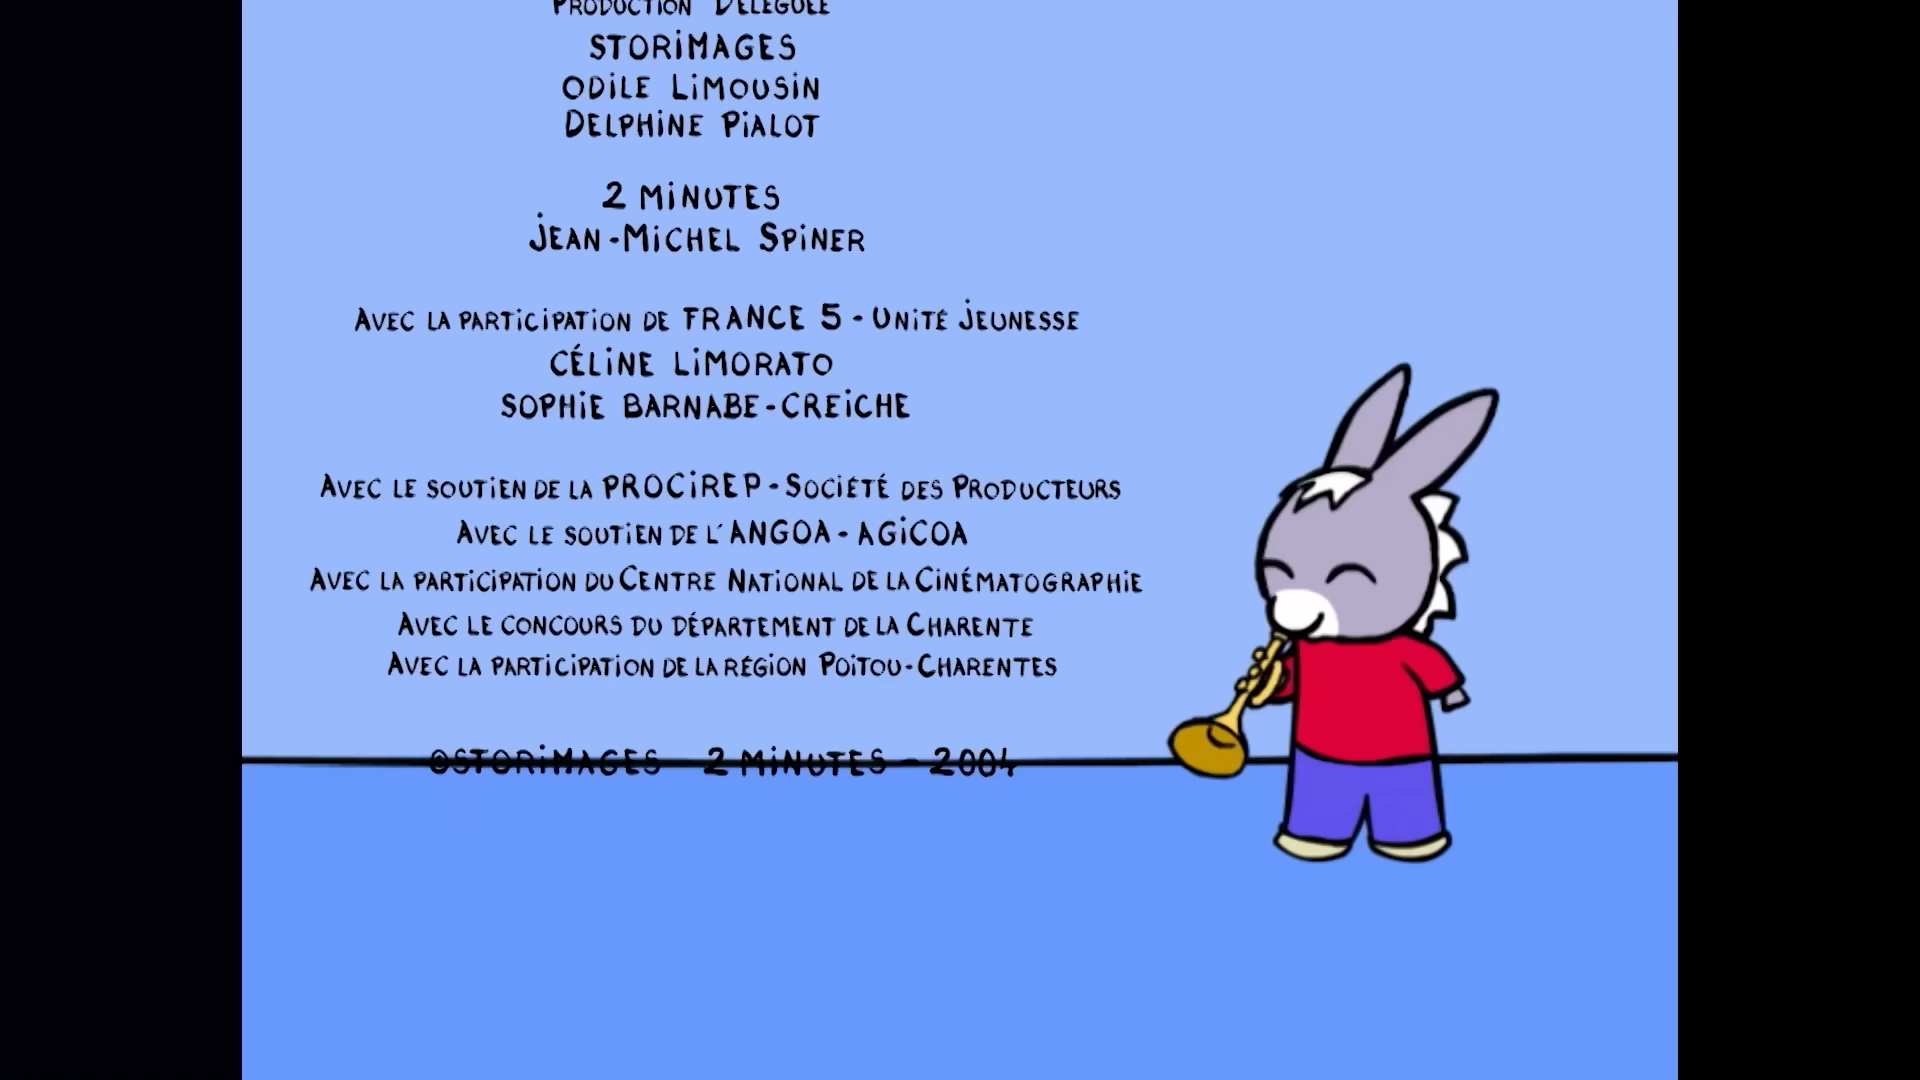 PRODUCTION DÉLÉGUÉE
STORiMAGES
ODiLE LiMOUSiN
DELPHiNE PiALOT
2 MiNUTES
jEAN-MiCHEL SPiNER
AVEC LA PARTiCiPATiON DE FRANCE 5 - UNiTÉ jEUNESSE
CÉLiNE LiMORATO
SOPHiE BARNABE-CREiCHE
AVEC LE SOUTiEN DE LA PROCiREP - SOCiÉTÉ DES PRODUCTEURS
AVEC LE SOUTiEN DE L'ANGOA - AGiCOA
AVEC LA PARTiCiPATiON DU CENTRE NATiONAL DE LA CiNÉMATOGRAPHiE
AVEC LE CONCOURS DU DÉPARTEMENT DE LA CHARENTE
AVEC LA PARTiCiPATiON DE LA RÉGiON POiTOU-CHARENTES
©STORiMAGES - 2 MiNUTES - 2004